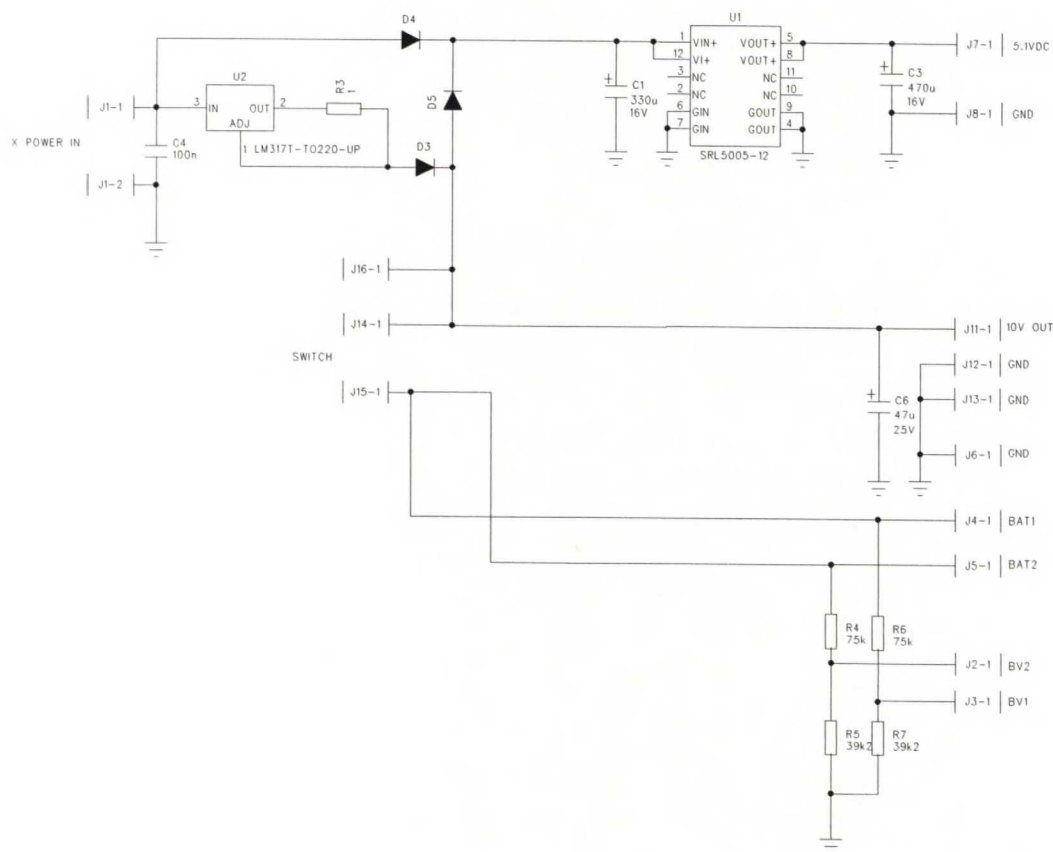 D4
U1
1 VIN+ VOUT+ 5
12 VI+ VOUT+ 8
3 NC NC 11
2 NC NC 10
6 GIN GOUT 9
7 GIN GOUT 4
SRL5005-12
J7-1 5.1VDC
+ C3
470u
16V
J8-1 GND
+ C1
330u
16V
U2
3 IN OUT 2
ADJ
1 LM317T-TO220-UP
R3
1
D5
D3
J1-1
X POWER IN
C4
100n
J1-2
J16-1
J14-1
SWITCH
J15-1
J11-1 10V OUT
J12-1 GND
J13-1 GND
+ C6
47u
25V
J6-1 GND
J4-1 BAT1
J5-1 BAT2
R4
75k
R6
75k
J2-1 BV2
J3-1 BV1
R5
39k2
R7
39k2